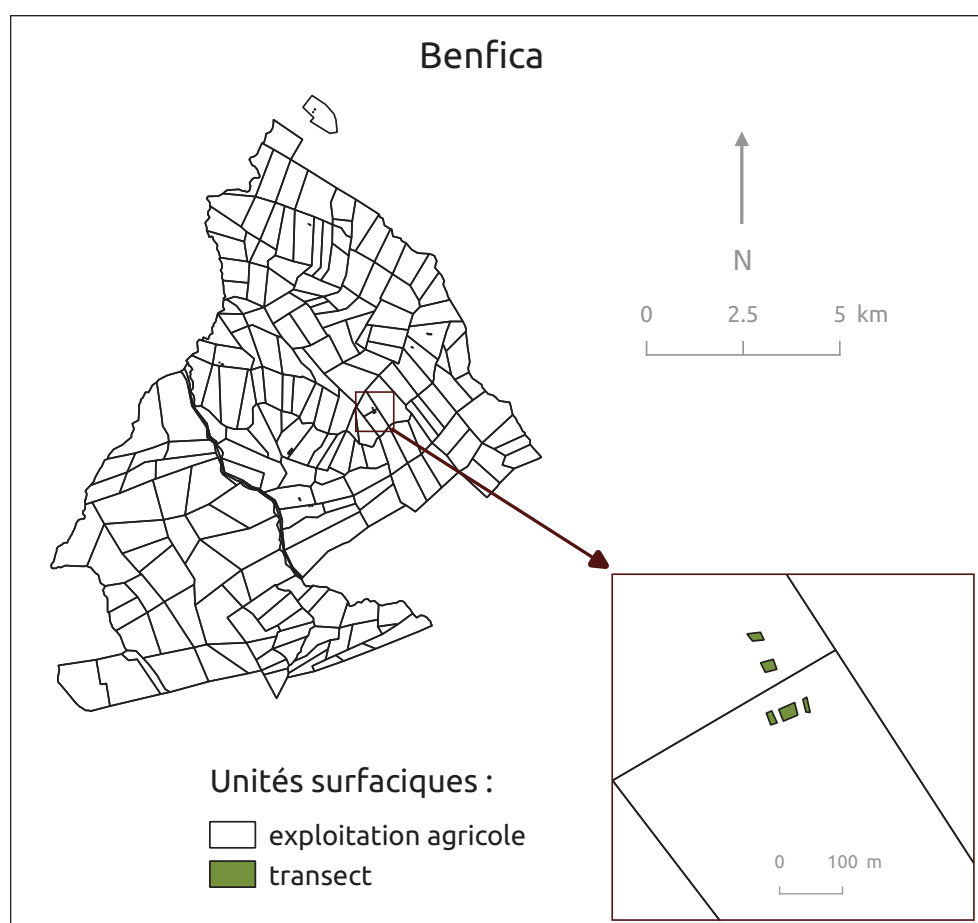 Benfica
N
0 2.5 5 km
Unités surfaciques :
exploitation agricole
transect
0 100 m